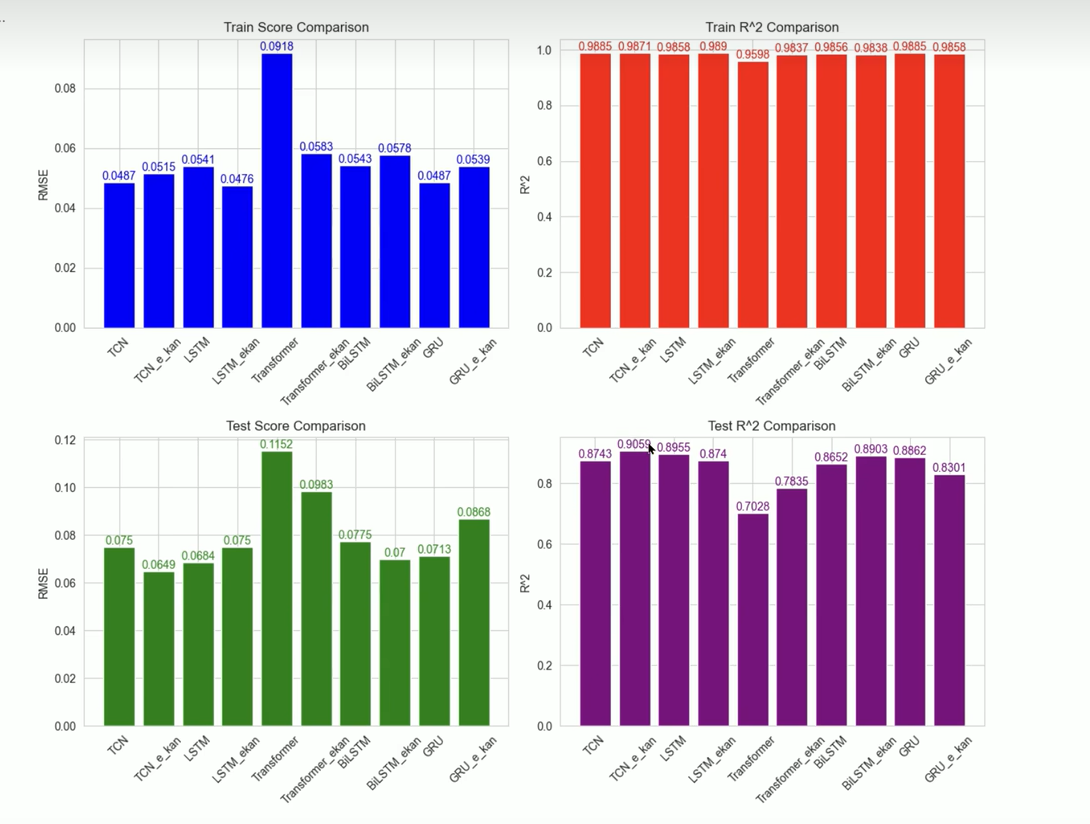 ..
Train Score Comparison
RMSE
0.08
0.06
0.04
0.02
0.00
0.0487
0.0515
0.0541
0.0476
0.0918
0.0583
0.0543
0.0578
0.0487
0.0539
TCN
TCN_e_kan
LSTM
LSTM_ekan
Transformer
Transformer_ekan
BiLSTM
BiLSTM_ekan
GRU
GRU_e_kan
Train R^2 Comparison
R^2
1.0
0.8
0.6
0.4
0.2
0.0
0.9885
0.9871
0.9858
0.989
0.9598
0.9837
0.9856
0.9838
0.9885
0.9858
TCN
TCN_e_kan
LSTM
LSTM_ekan
Transformer
Transformer_ekan
BiLSTM
BiLSTM_ekan
GRU
GRU_e_kan
Test Score Comparison
RMSE
0.12
0.10
0.08
0.06
0.04
0.02
0.00
0.075
0.0649
0.0684
0.075
0.1152
0.0983
0.0775
0.07
0.0713
0.0868
TCN
TCN_e_kan
LSTM
LSTM_ekan
Transformer
Transformer_ekan
BiLSTM
BiLSTM_ekan
GRU
GRU_e_kan
Test R^2 Comparison
R^2
0.8
0.6
0.4
0.2
0.0
0.8743
0.9059
0.8955
0.874
0.7028
0.7835
0.8652
0.8903
0.8862
0.8301
TCN
TCN_e_kan
LSTM
LSTM_ekan
Transformer
Transformer_ekan
BiLSTM
BiLSTM_ekan
GRU
GRU_e_kan